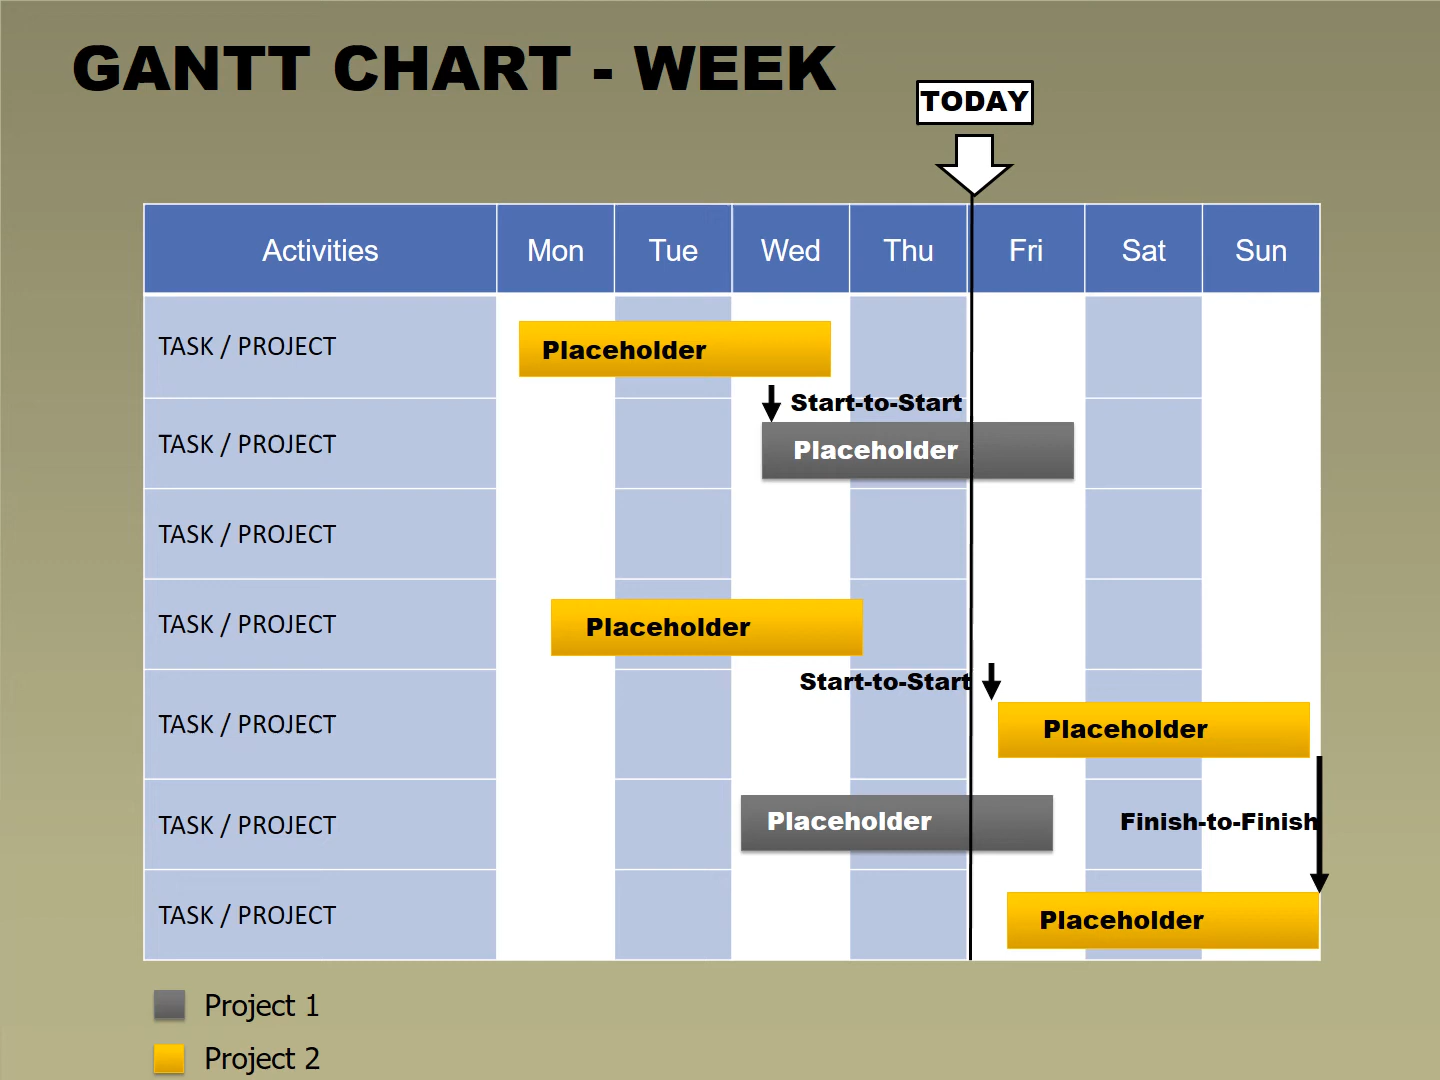 GANTT CHART - WEEK
TODAY
Activities Mon Tue Wed Thu Fri Sat Sun
TASK / PROJECT Placeholder
Start-to-Start
TASK / PROJECT Placeholder
TASK / PROJECT
TASK / PROJECT Placeholder
Start-to-Start
TASK / PROJECT Placeholder
TASK / PROJECT Placeholder Finish-to-Finish
TASK / PROJECT Placeholder
Project 1
Project 2